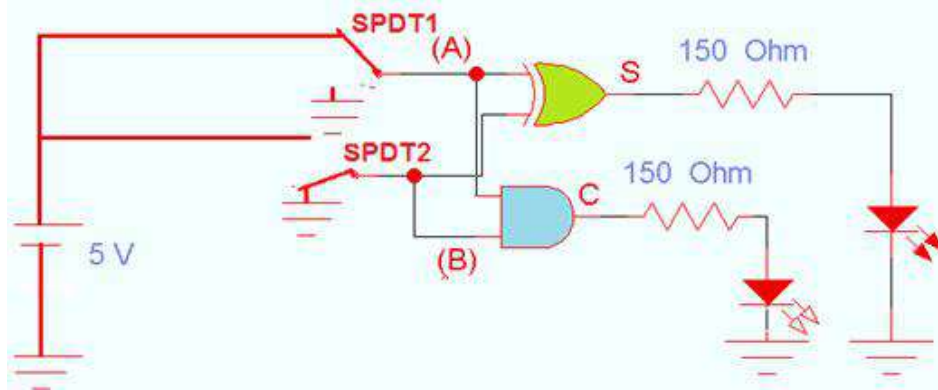 SPDT1
(A)
S
150 Ohm
SPDT2
150 Ohm
C
5 V
(B)